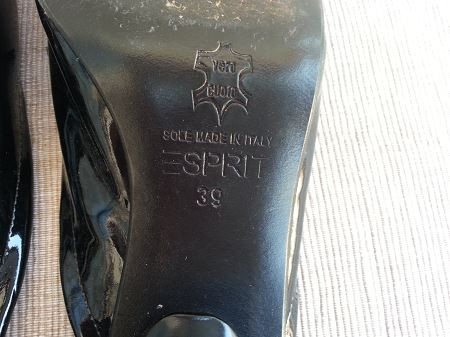 vero
cuoio
SOLE MADE IN ITALY
ESPRIT
39